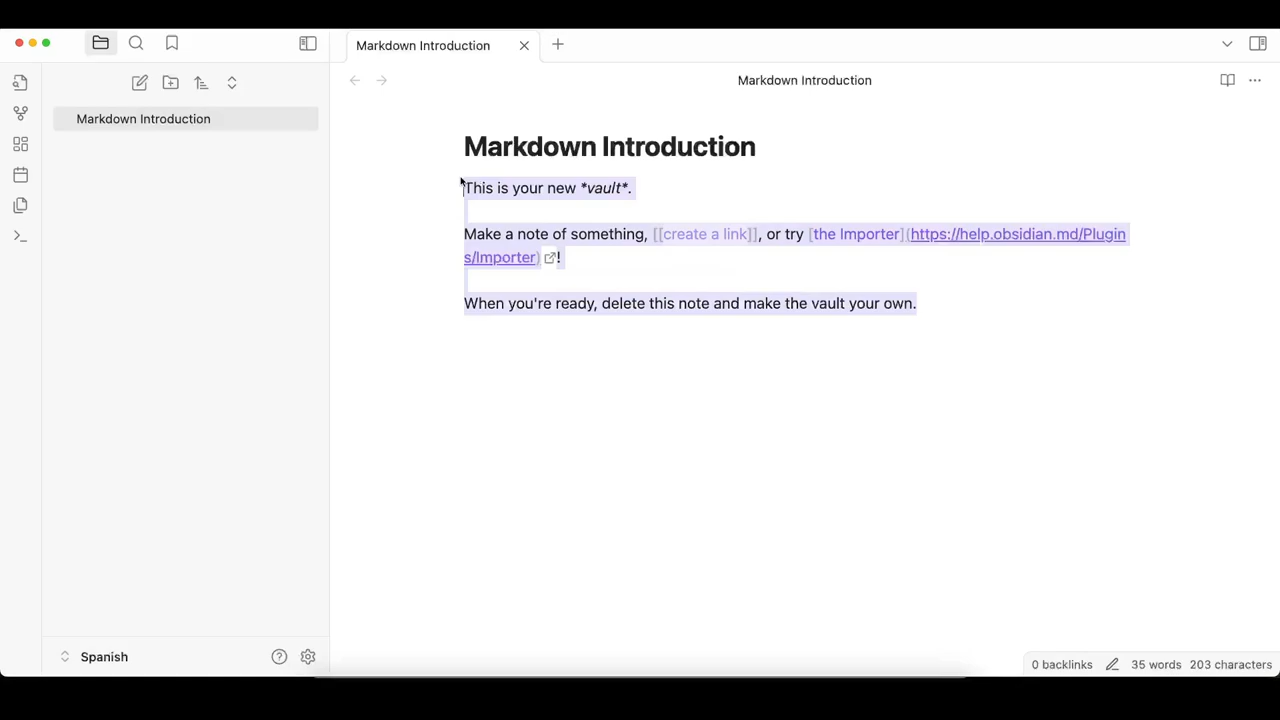 Markdown Introduction
Markdown Introduction
Markdown Introduction
Markdown Introduction
This is your new *vault*.
Make a note of something, [[create a link]], or try [the Importer](https://help.obsidian.md/Plugin
s/Importer)!
When you're ready, delete this note and make the vault your own.
Spanish
0 backlinks 35 words 203 characters